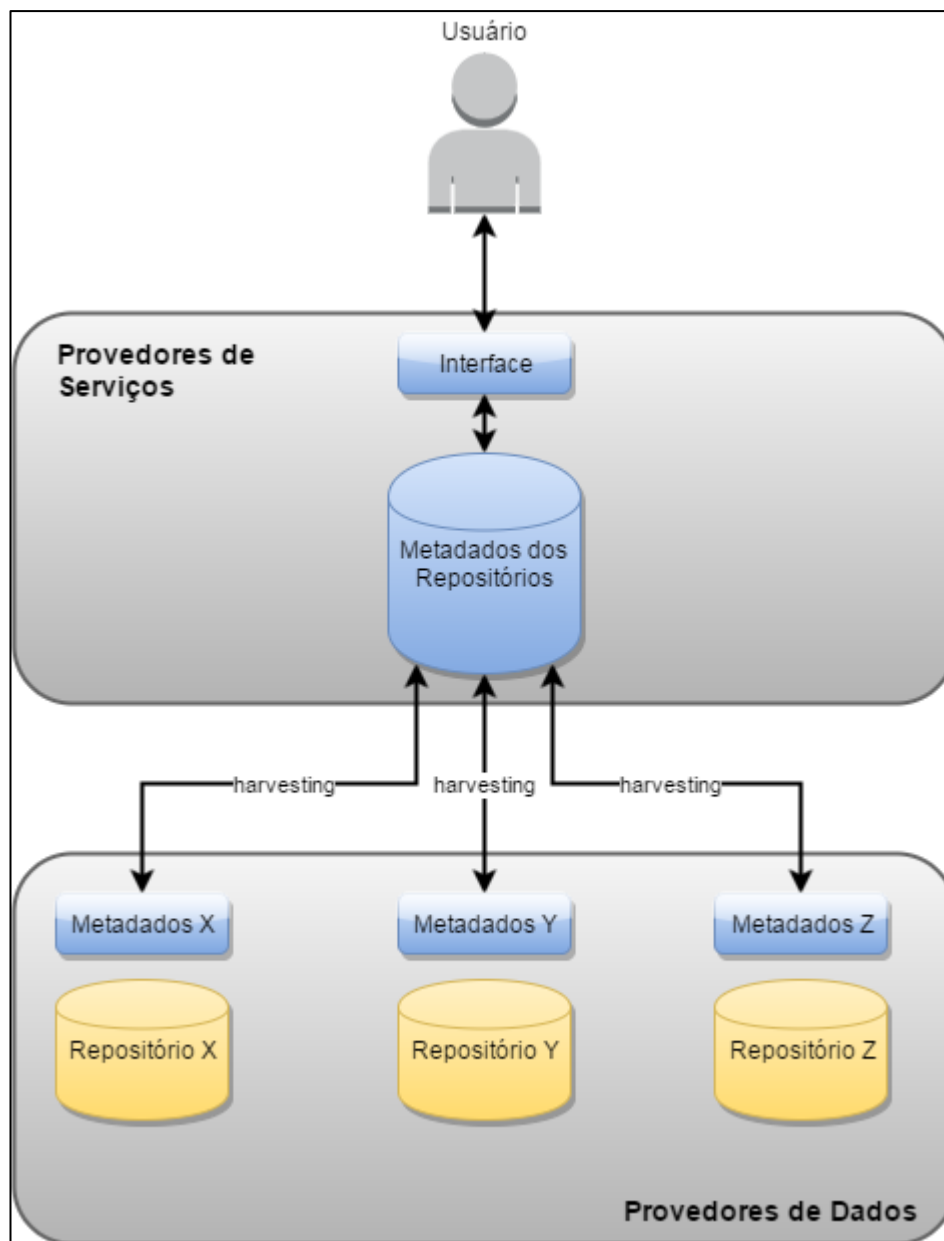 Usuário
Provedores de
Serviços
Interface
Metadados dos
Repositórios
harvesting
harvesting
harvesting
Metadados X
Metadados Y
Metadados Z
Repositório X
Repositório Y
Repositório Z
Provedores de Dados